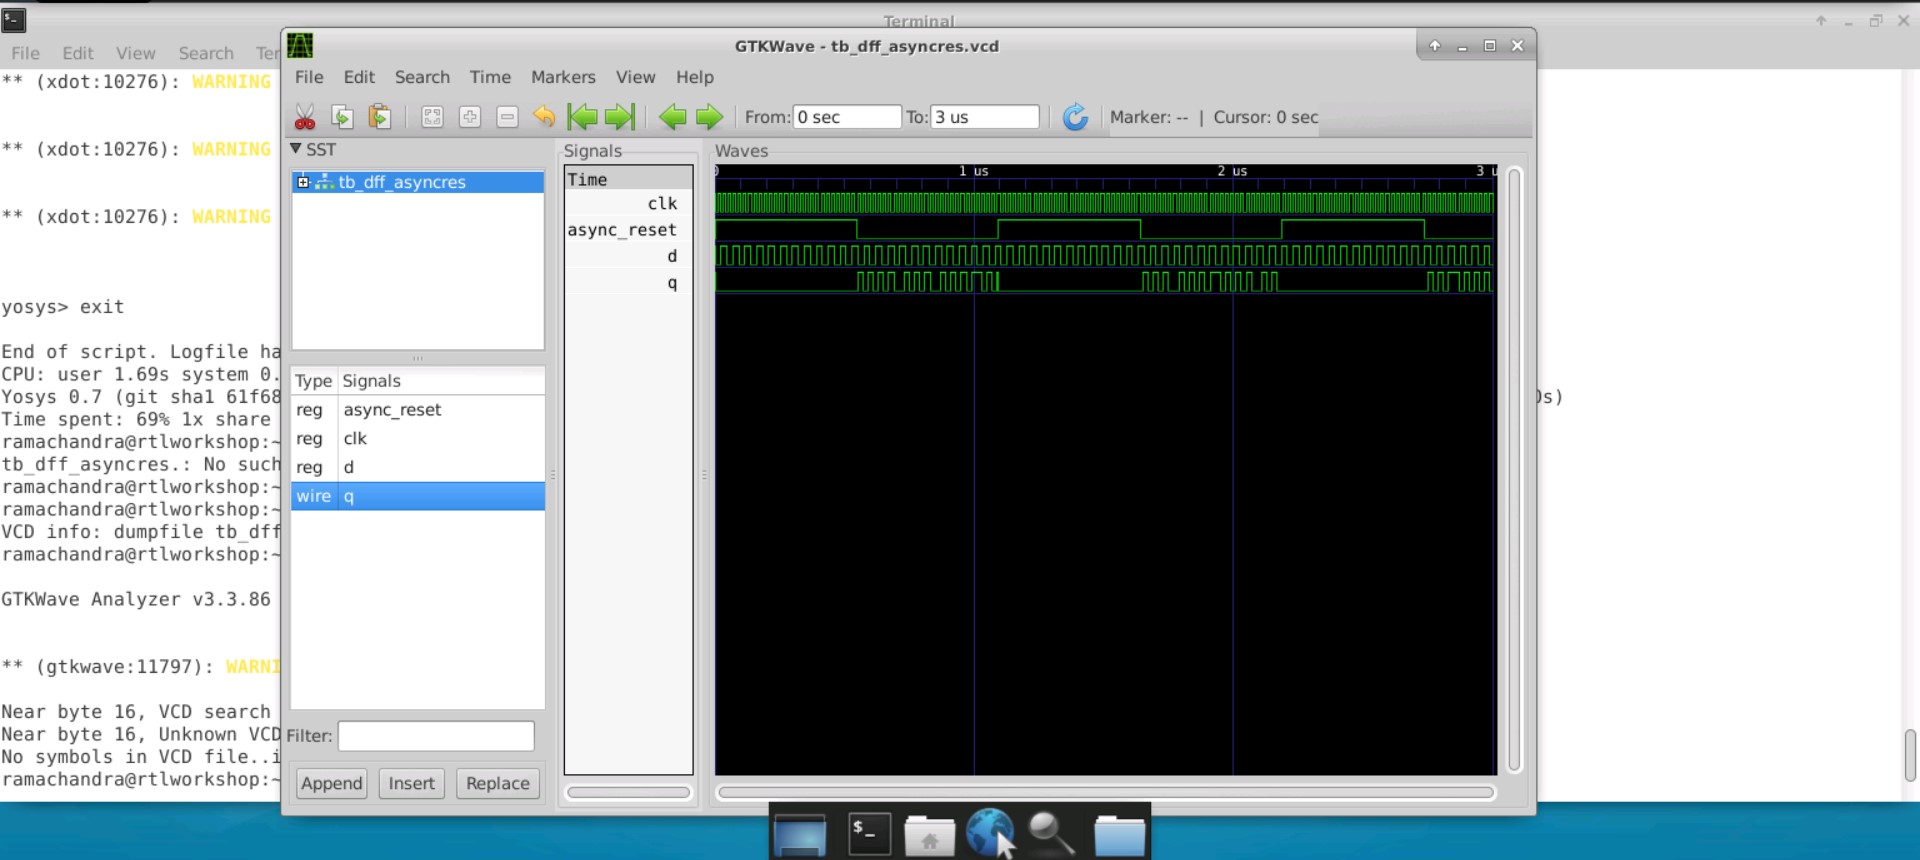 Terminal
File Edit View Search Ter
** (xdot:10276): WARNING
** (xdot:10276): WARNING
** (xdot:10276): WARNING
yosys> exit
End of script. Logfile ha
CPU: user 1.69s system 0.
Yosys 0.7 (git sha1 61f68
s)
Time spent: 69% 1x share
ramachandra@rtlworkshop:~
tb_dff_asyncres.: No such
ramachandra@rtlworkshop:~
ramachandra@rtlworkshop:~
VCD info: dumpfile tb_dff
ramachandra@rtlworkshop:~
GTKWave Analyzer v3.3.86
** (gtkwave:11797): WARNI
Near byte 16, VCD search
Near byte 16, Unknown VCD
No symbols in VCD file..i
ramachandra@rtlworkshop:~
GTKWave - tb_dff_asyncres.vcd
File Edit Search Time Markers View Help
From: 0 sec To: 3 us Marker: -- | Cursor: 0 sec
SST
tb_dff_asyncres
Type Signals
reg async_reset
reg clk
reg d
wire q
Filter:
Append Insert Replace
Signals
Time
clk
async_reset
d
q
Waves
0 1 us 2 us 3 u
$_